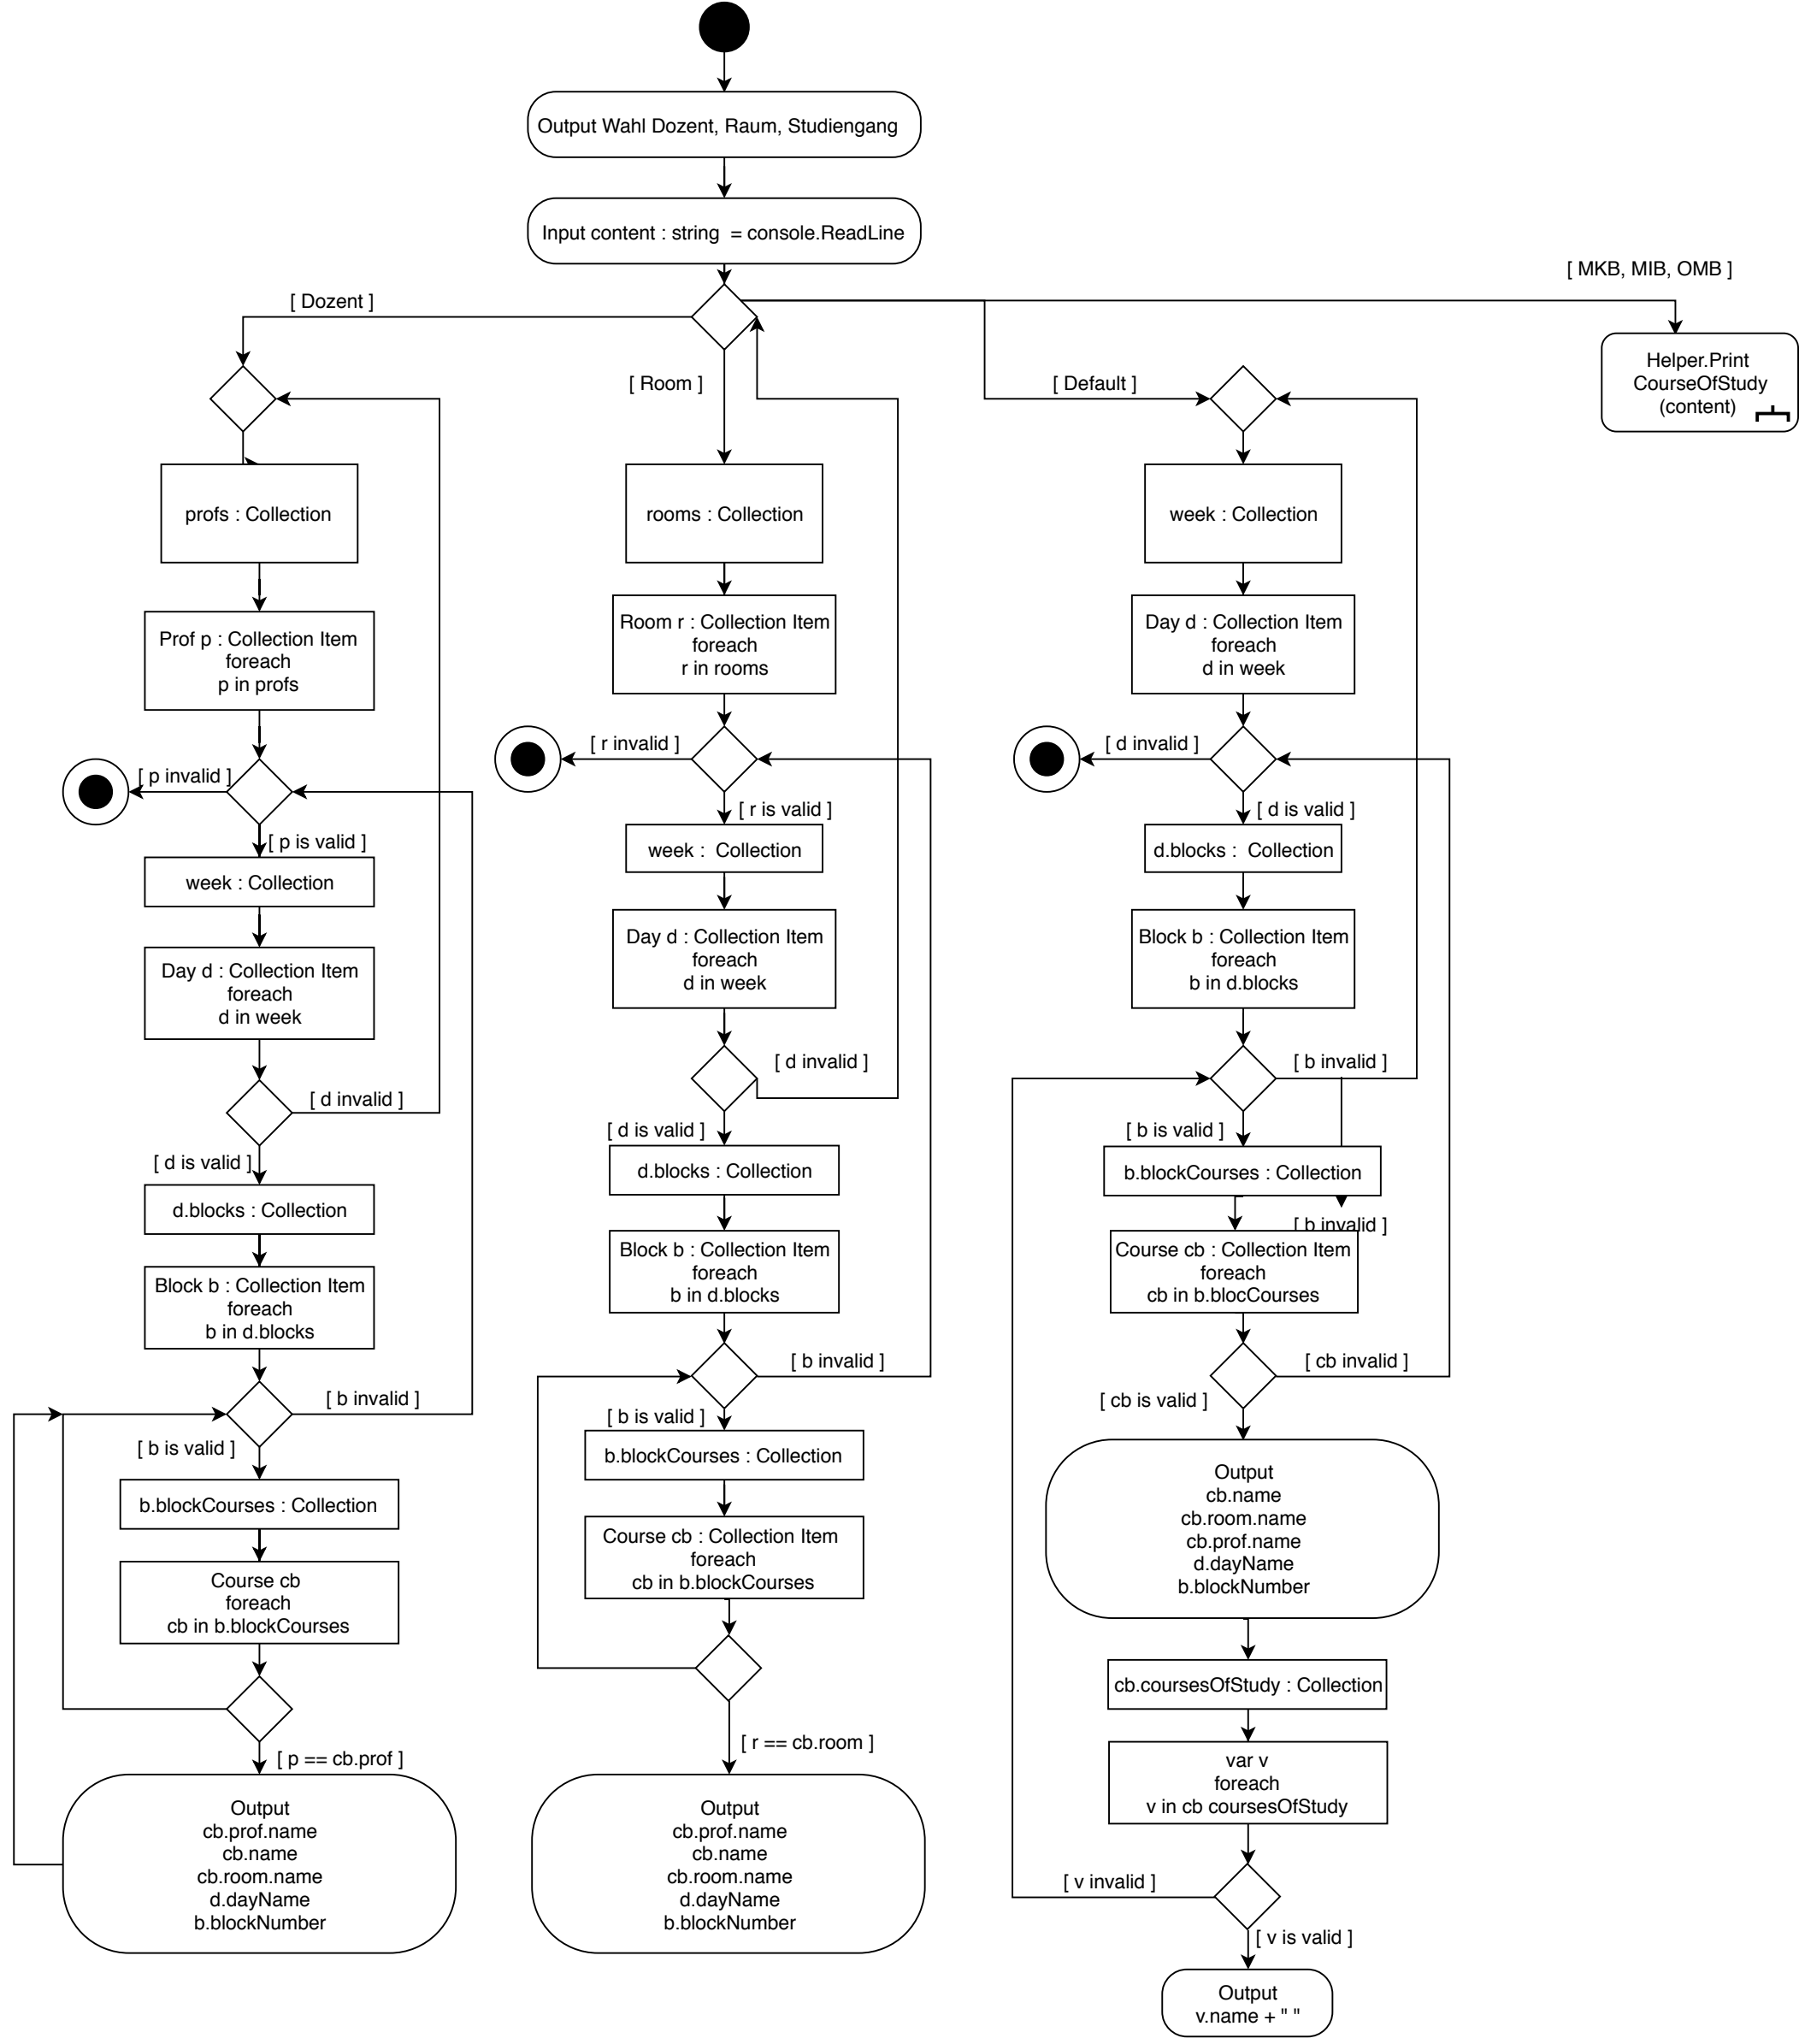 Output Wahl Dozent, Raum, Studiengang
Input content : string  = console.ReadLine
[ MKB, MIB, OMB ]
Helper.Print
CourseOfStudy
(content)
[ Dozent ]
profs : Collection
Prof p : Collection Item
foreach
p in profs
[ p invalid ]
[ p is valid ]
week : Collection
Day d : Collection Item
foreach
d in week
[ d invalid ]
[ d is valid ]
d.blocks : Collection
Block b : Collection Item
foreach
b in d.blocks
[ b invalid ]
[ b is valid ]
b.blockCourses : Collection
Course cb
foreach
cb in b.blockCourses
[ p == cb.prof ]
Output
cb.prof.name
cb.name
cb.room.name
d.dayName
b.blockNumber
[ Room ]
rooms : Collection
Room r : Collection Item
foreach
r in rooms
[ r invalid ]
[ r is valid ]
week :  Collection
Day d : Collection Item
foreach
d in week
[ d invalid ]
[ d is valid ]
d.blocks : Collection
Block b : Collection Item
foreach
b in d.blocks
[ b invalid ]
[ b is valid ]
b.blockCourses : Collection
Course cb : Collection Item
foreach
cb in b.blockCourses
[ r == cb.room ]
Output
cb.prof.name
cb.name
cb.room.name
d.dayName
b.blockNumber
[ Default ]
week : Collection
Day d : Collection Item
foreach
d in week
[ d invalid ]
[ d is valid ]
d.blocks :  Collection
Block b : Collection Item
foreach
b in d.blocks
[ b invalid ]
[ b is valid ]
b.blockCourses : Collection
[ b invalid ]
Course cb : Collection Item
foreach
cb in b.blocCourses
[ cb invalid ]
[ cb is valid ]
Output
cb.name
cb.room.name
cb.prof.name
d.dayName
b.blockNumber
cb.coursesOfStudy : Collection
var v
foreach
v in cb coursesOfStudy
[ v invalid ]
[ v is valid ]
Output
v.name + " "